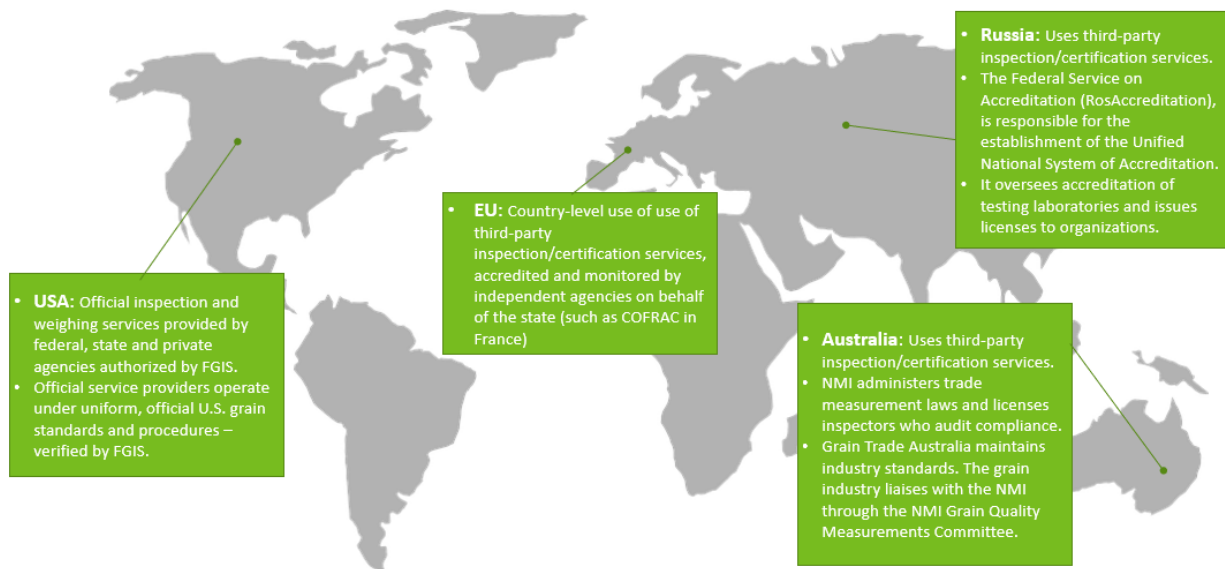 • Russia: Uses third-party
inspection/certification services.
• The Federal Service on
Accreditation (RosAccreditation),
is responsible for the
establishment of the Unified
National System of Accreditation.
• It oversees accreditation of
testing laboratories and issues
licenses to organizations.
• EU: Country-level use of use of
third-party
inspection/certification services,
accredited and monitored by
independent agencies on behalf
of the state (such as COFRAC in
France)
• USA: Official inspection and
weighing services provided by
federal, state and private
agencies authorized by FGIS.
• Official service providers operate
under uniform, official U.S. grain
standards and procedures –
verified by FGIS.
• Australia: Uses third-party
inspection/certification services.
• NMI administers trade
measurement laws and licenses
inspectors who audit compliance.
• Grain Trade Australia maintains
industry standards. The grain
industry liaises with the NMI
through the NMI Grain Quality
Measurements Committee.